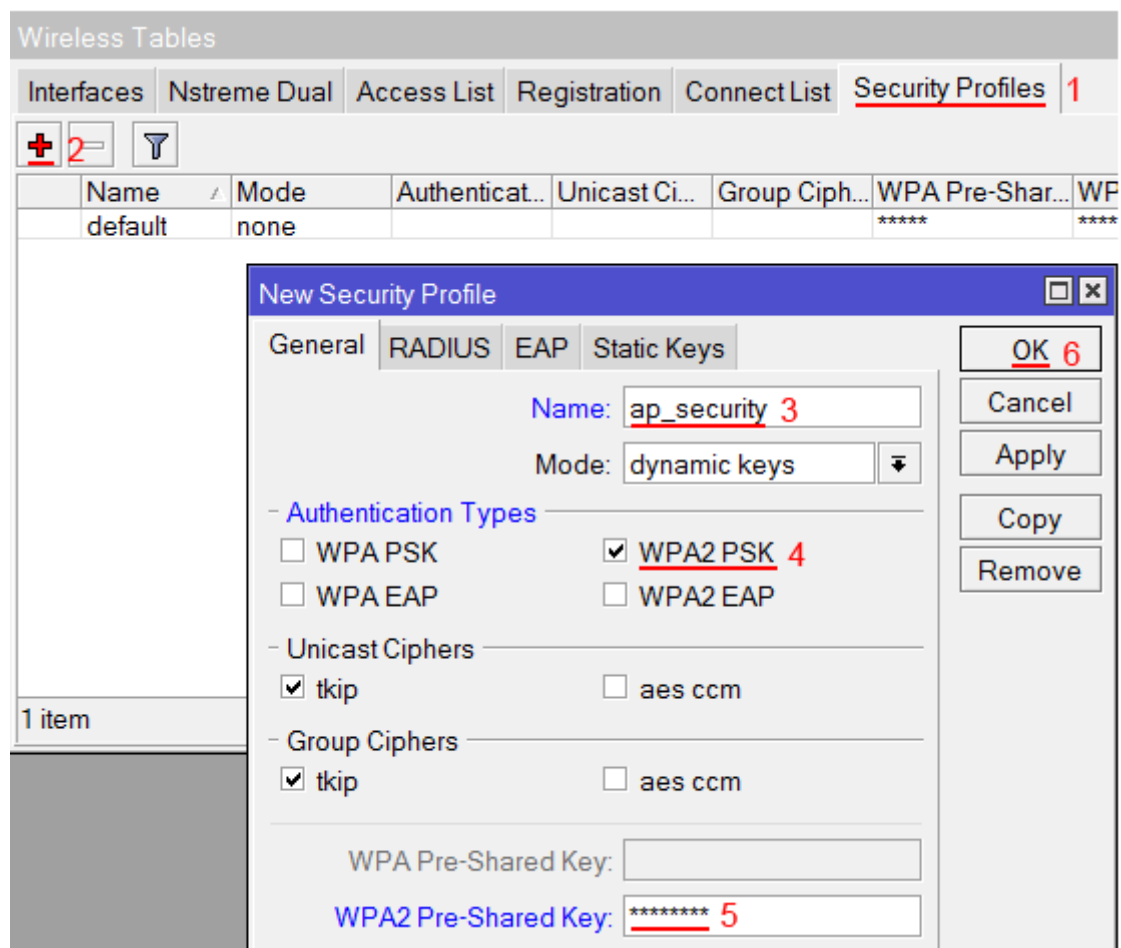 Wireless Tables
Interfaces Nstreme Dual Access List Registration Connect List Security Profiles 1
2
Name Mode Authenticat... Unicast Ci... Group Ciph... WPA Pre-Shar... WP
default none ***** ****
New Security Profile
General RADIUS EAP Static Keys
OK 6
Name: ap_security 3
Cancel
Mode: dynamic keys
Apply
Authentication Types
Copy
WPA PSK WPA2 PSK 4
Remove
WPA EAP WPA2 EAP
Unicast Ciphers
tkip aes ccm
1 item
Group Ciphers
tkip aes ccm
WPA Pre-Shared Key:
WPA2 Pre-Shared Key: ******** 5